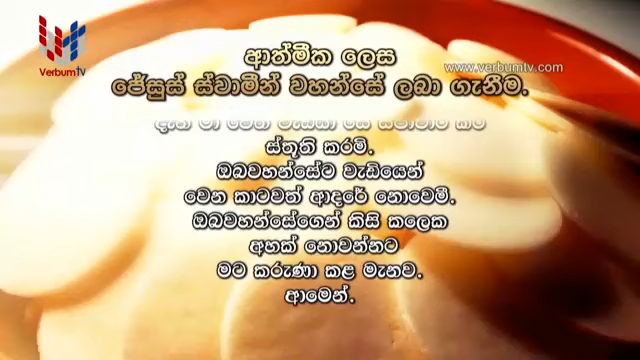 VerbumTV
www.verbumtv.com
ආත්මික ලෙස
ජේසුස් ස්වාමීන් වහන්සේ ලබා ගැනීම.
ස්තූති කරමි.
ඔබවහන්සේට වැඩියෙන්
වෙන කාටවත් ආදරේ නොවෙමි.
ඔබවහන්සේගෙන් කිසි කලෙක
අහක් නොවන්නට
මට කරුණා කළ මැනව.
ආමෙන්.